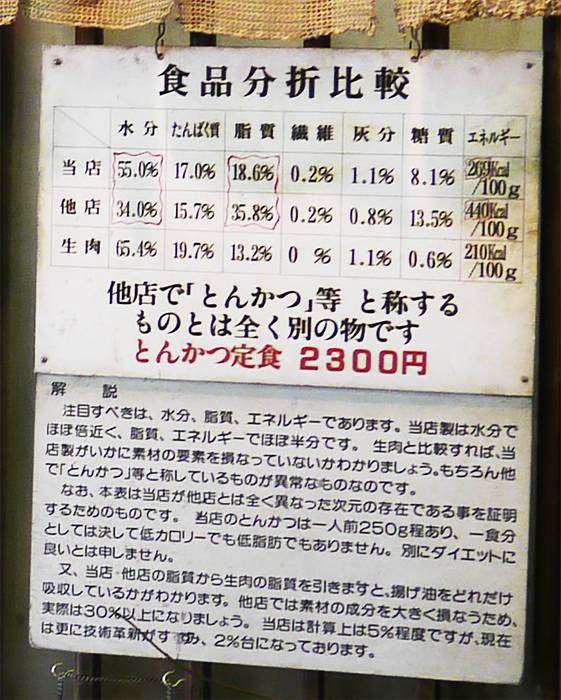 食品分折比較
水分 たんぱく質 脂質 繊維 灰分 糖質 エネルギー
当店 55.0% 17.0% 18.6% 0.2% 1.1% 8.1% 269Kcal/100g
他店 34.0% 15.7% 35.8% 0.2% 0.8% 13.5% 440Kcal/100g
生肉 65.4% 19.7% 13.2% 0 % 1.1% 0.6% 210Kcal/100g
他店で「とんかつ」等 と称する
ものとは全く別の物です
とんかつ定食 2300円
解 説
注目すべきは、水分、脂質、エネルギーであります。当店製は水分で
ほぼ倍近く、脂質、エネルギーでほぼ半分です。 生肉と比較すれば、当
店製がいかに素材の要素を損なっていないかわかりましょう。もちろん他
で「とんかつ」等と称しているものが異常なものなのです。
なお、本表は当店が他店とは全く異なった次元の存在である事を証明
するためのものです。 当店のとんかつは一人前250g程あり、一食分
としては決して低カロリーでも低脂肪でもありません。別にダイエットに
良いとは申しません。
又、当店・他店の脂質から生肉の脂質を引きますと、揚げ油をどれだけ
吸収しているかがわかります。他店では素材の成分を大きく損なうため、
実際は30%以上になりましょう。 当店は計算上は5%程度ですが、現在
は更に技術革新がすすみ、2%台になっております。